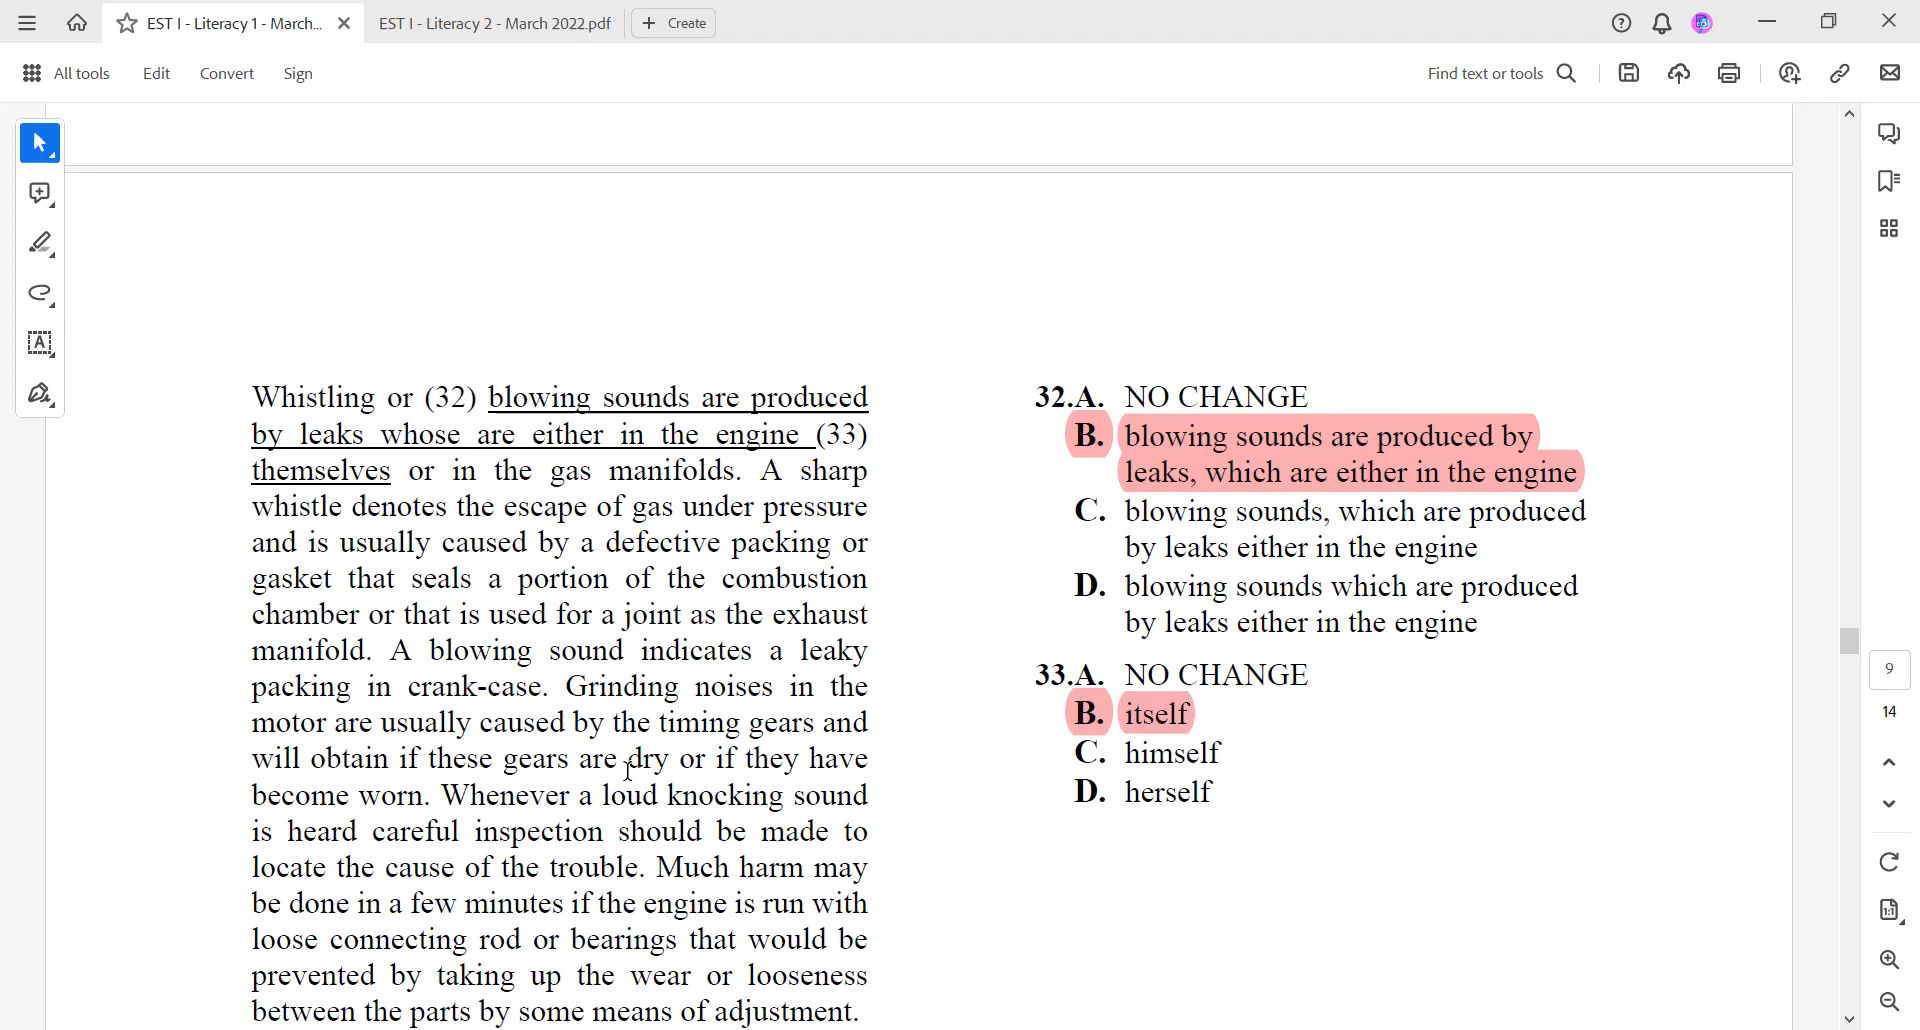 EST I - Literacy 1 - March...
EST I - Literacy 2 - March 2022.pdf
Create
All tools
Edit
Convert
Sign
Find text or tools
Whistling or (32) blowing sounds are produced
by leaks whose are either in the engine (33)
themselves or in the gas manifolds. A sharp
whistle denotes the escape of gas under pressure
and is usually caused by a defective packing or
gasket that seals a portion of the combustion
chamber or that is used for a joint as the exhaust
manifold. A blowing sound indicates a leaky
packing in crank-case. Grinding noises in the
motor are usually caused by the timing gears and
will obtain if these gears are dry or if they have
become worn. Whenever a loud knocking sound
is heard careful inspection should be made to
locate the cause of the trouble. Much harm may
be done in a few minutes if the engine is run with
loose connecting rod or bearings that would be
prevented by taking up the wear or looseness
between the parts by some means of adjustment.
32.A. NO CHANGE
B. blowing sounds are produced by
leaks, which are either in the engine
C. blowing sounds, which are produced
by leaks either in the engine
D. blowing sounds which are produced
by leaks either in the engine
33.A. NO CHANGE
B. itself
C. himself
D. herself
9
14
1:1